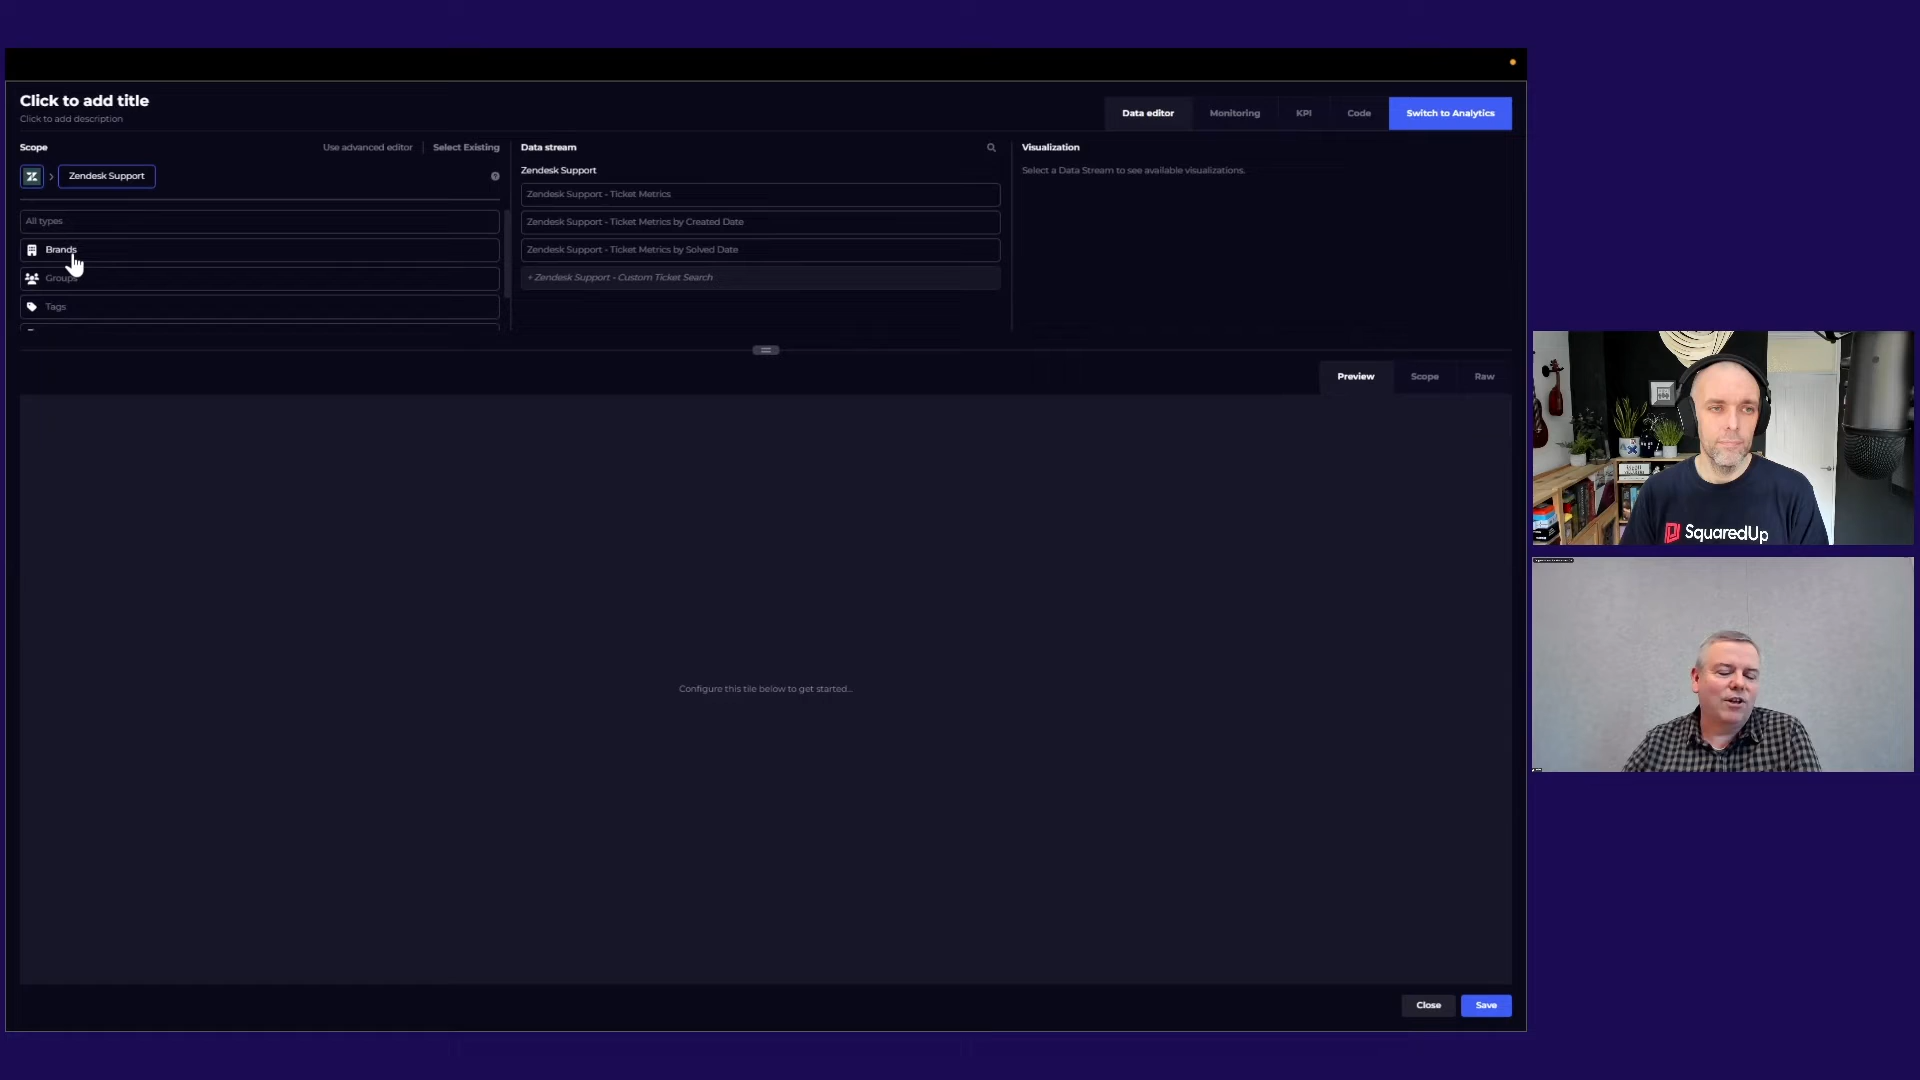 Click to add title
Click to add description
Data editor
Monitoring
KPI
Code
Switch to Analytics
Scope
Use advanced editor
Select Existing
Zendesk Support
All types
Brands
Groups
Tags
Data stream
Zendesk Support
Zendesk Support - Ticket Metrics
Zendesk Support - Ticket Metrics by Created Date
Zendesk Support - Ticket Metrics by Solved Date
+ Zendesk Support - Custom Ticket Search
Visualization
Select a Data Stream to see available visualizations.
Preview
Scope
Raw
Configure this tile below to get started...
Close
Save
SquaredUp